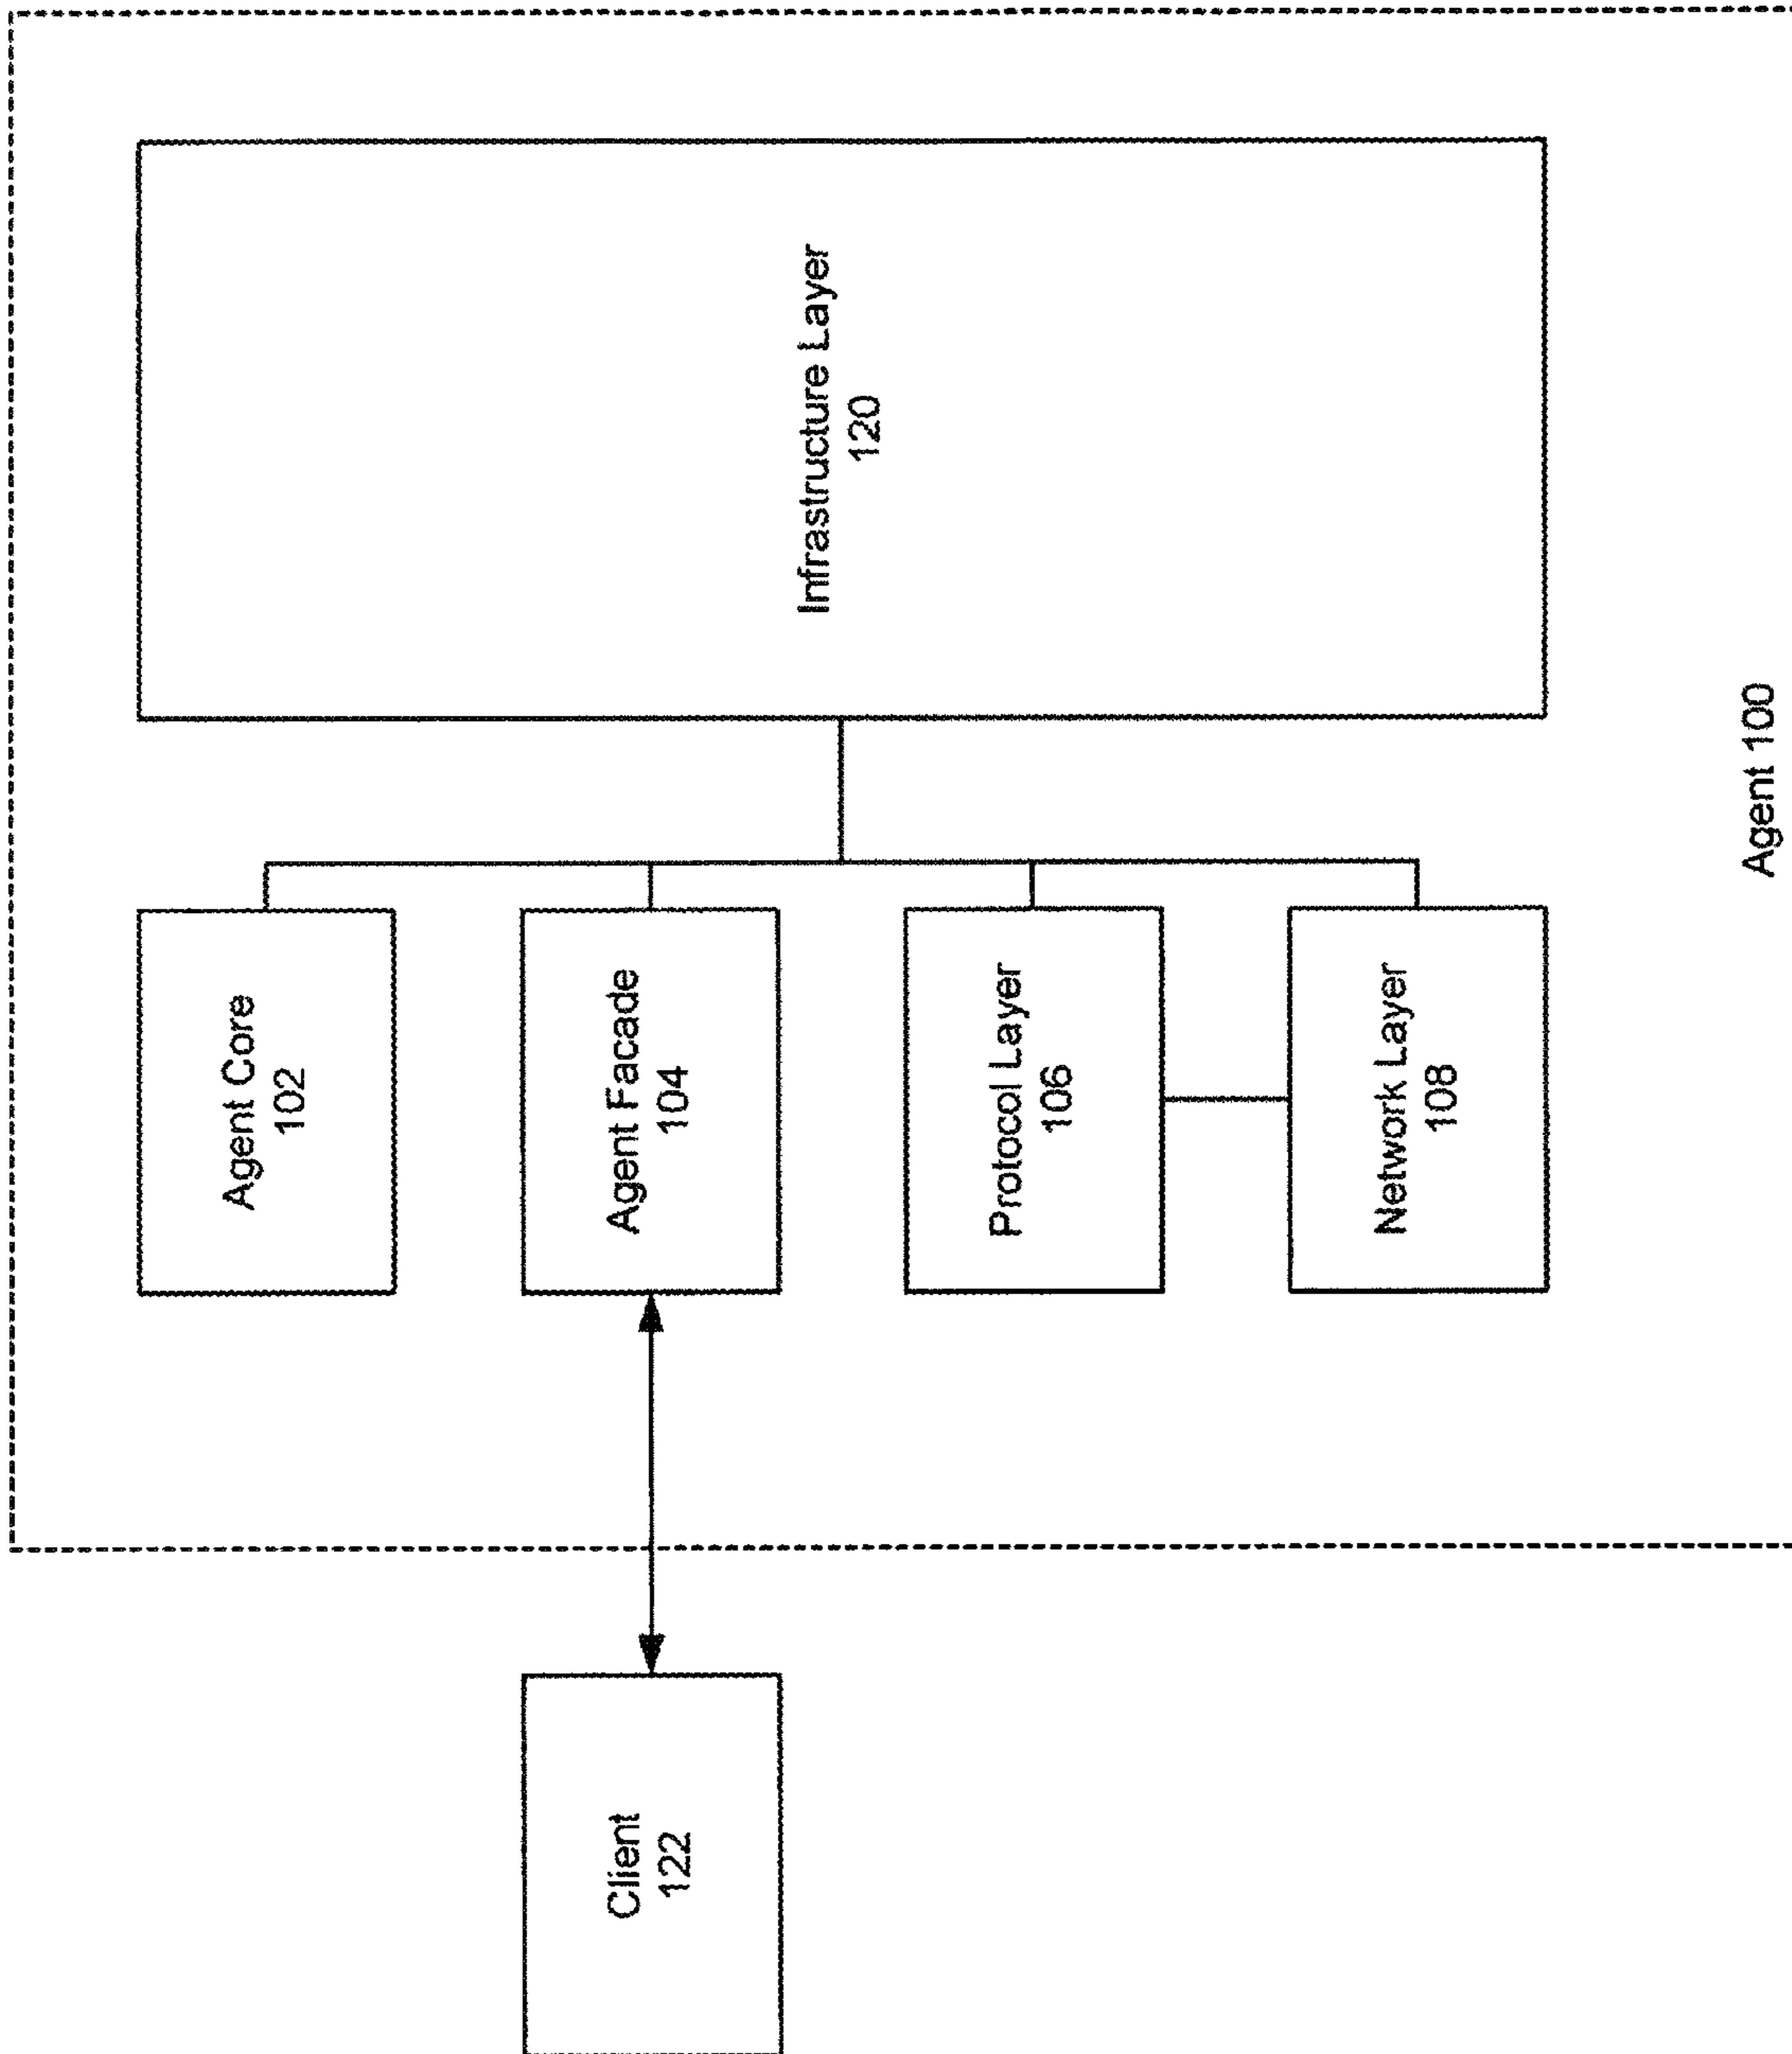 Client
122
Agent Core
102
Agent Facade
104
Protocol Layer
106
Network Layer
108
Infrastructure Layer
120
Agent 100